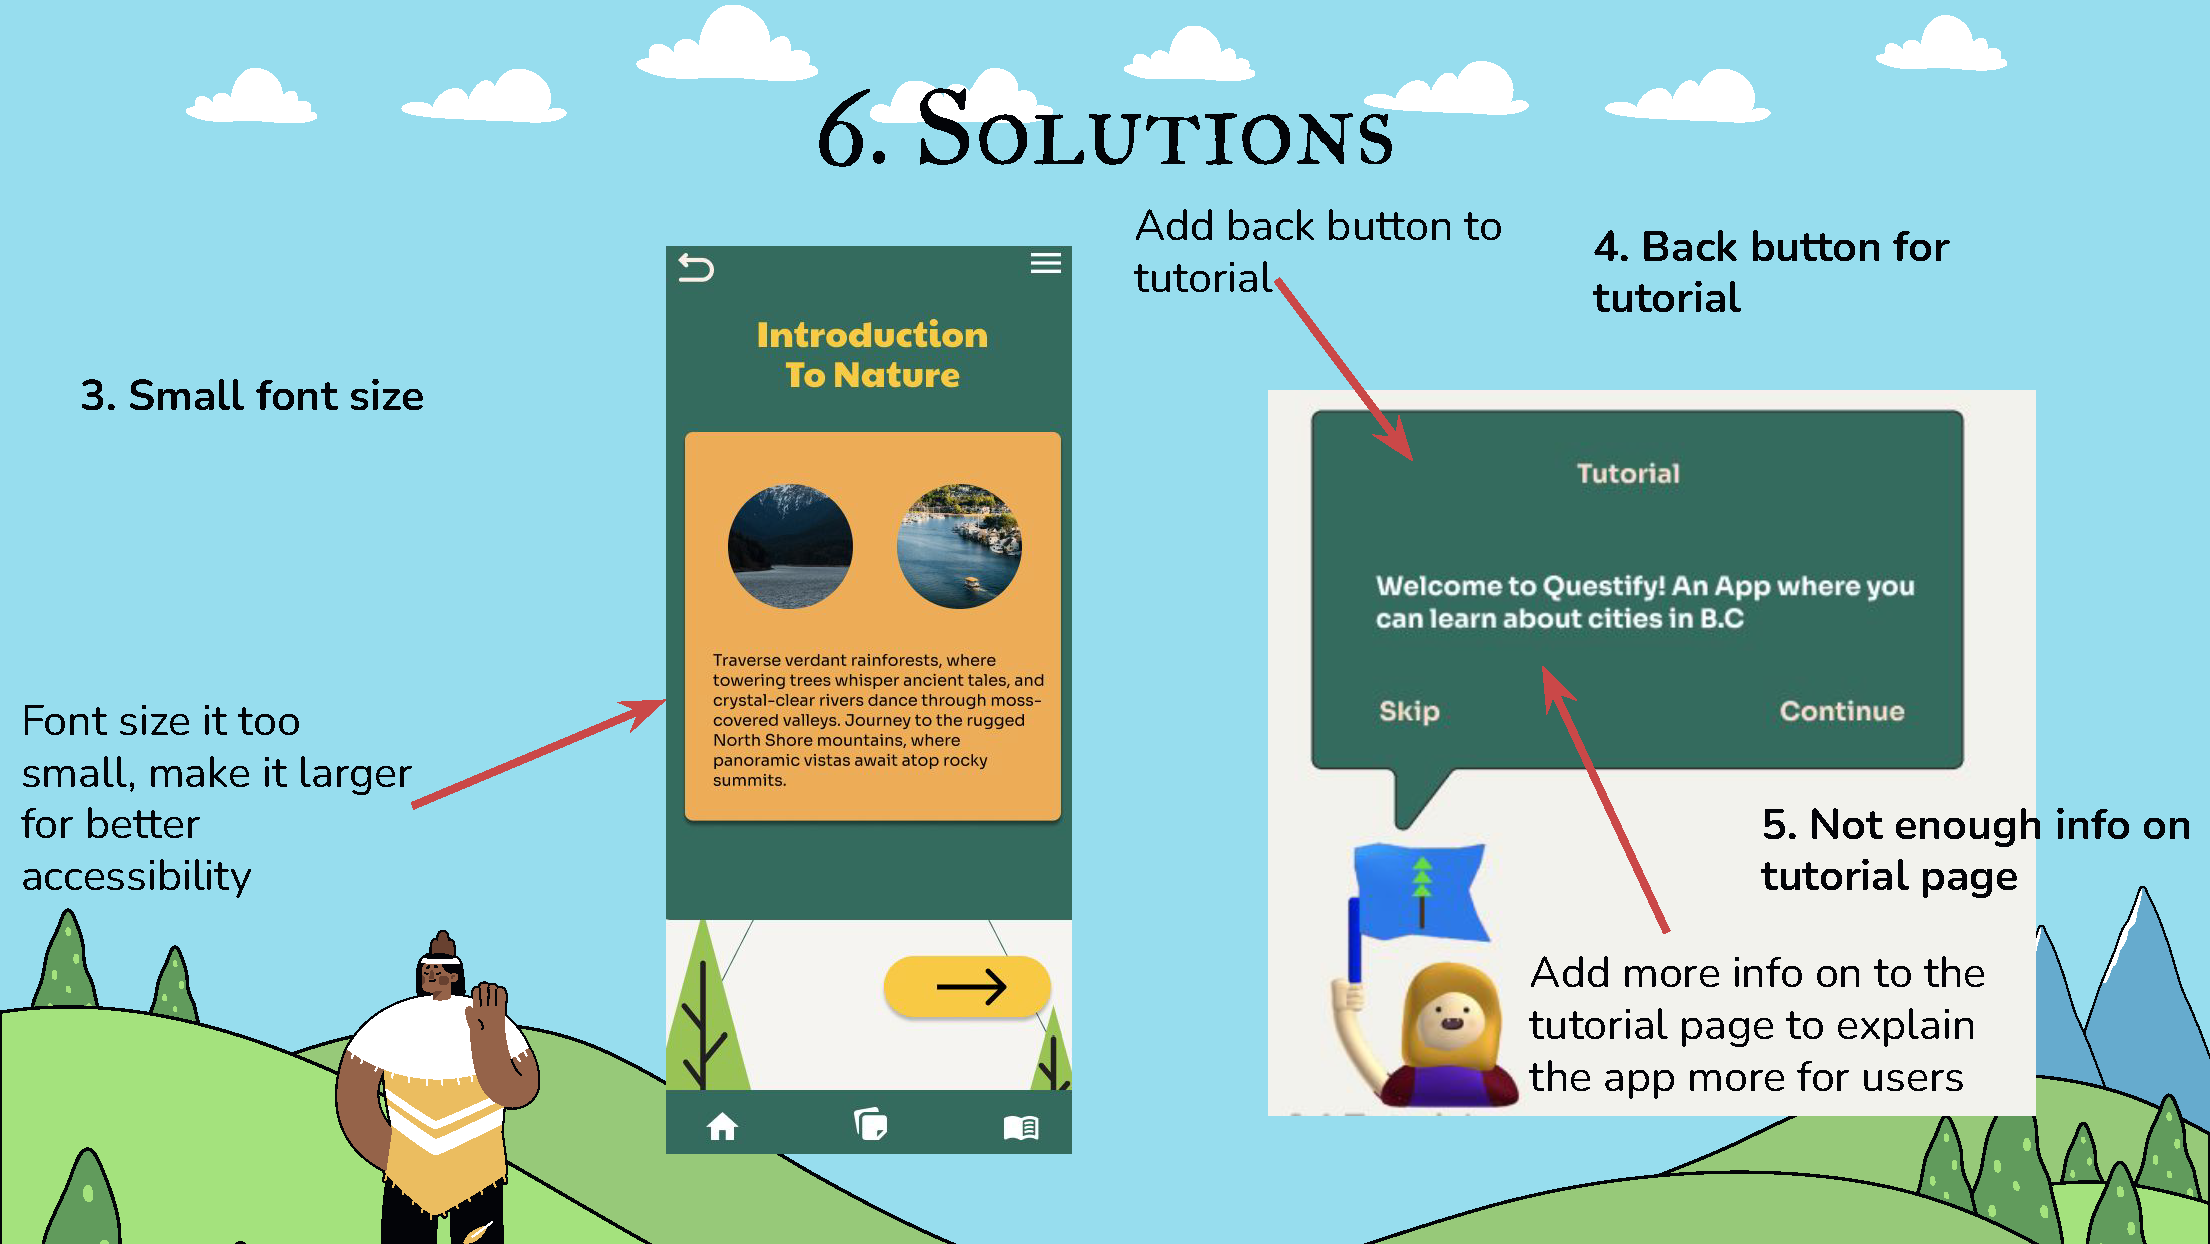 6. Solutions
3. Small font size
Font size it too
small, make it larger
for better
accessibility
Introduction
To Nature
Traverse verdant rainforests, where
towering trees whisper ancient tales, and
crystal-clear rivers dance through moss-
covered valleys. Journey to the rugged
North Shore mountains, where
panoramic vistas await atop rocky
summits.
Add back button to
tutorial
4. Back button for
tutorial
Tutorial
Welcome to Questify! An App where you
can learn about cities in B.C
Skip
Continue
5. Not enough info on
tutorial page
Add more info on to the
tutorial page to explain
the app more for users